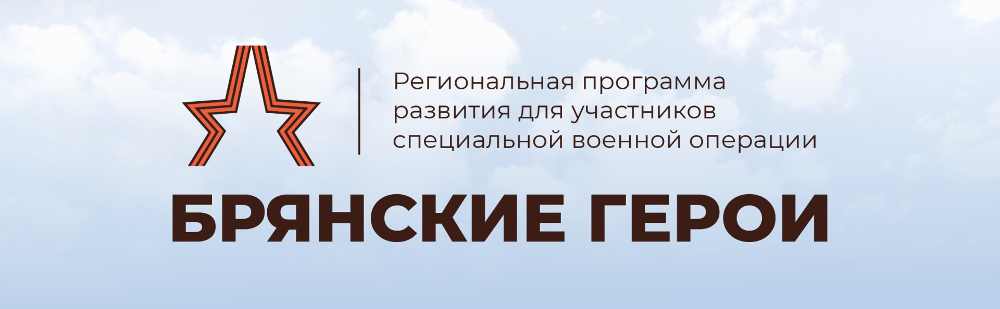 Региональная программа
развития для участников
специальной военной операции
БРЯНСКИЕ ГЕРОИ